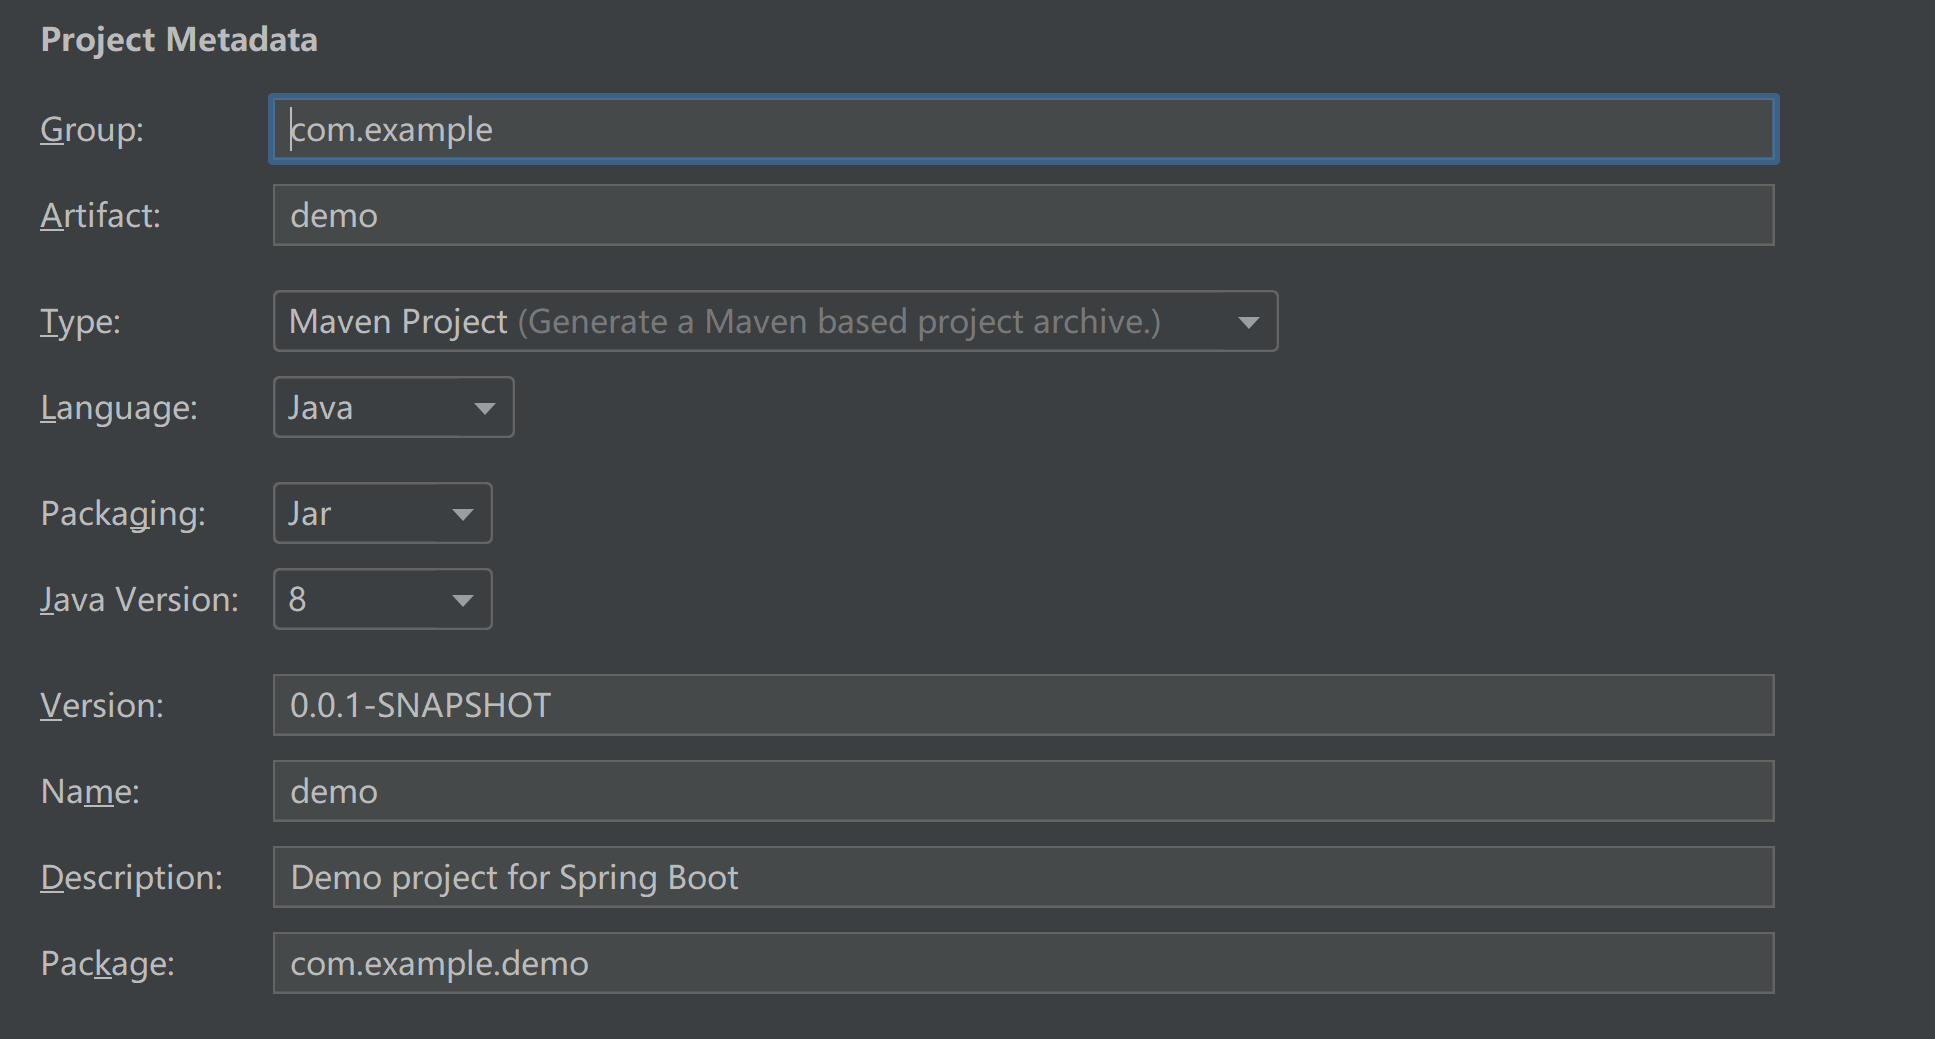 Project Metadata
Group: com.example
Artifact: demo
Type: Maven Project (Generate a Maven based project archive.)
Language: Java
Packaging: Jar
Java Version: 8
Version: 0.0.1-SNAPSHOT
Name: demo
Description: Demo project for Spring Boot
Package: com.example.demo